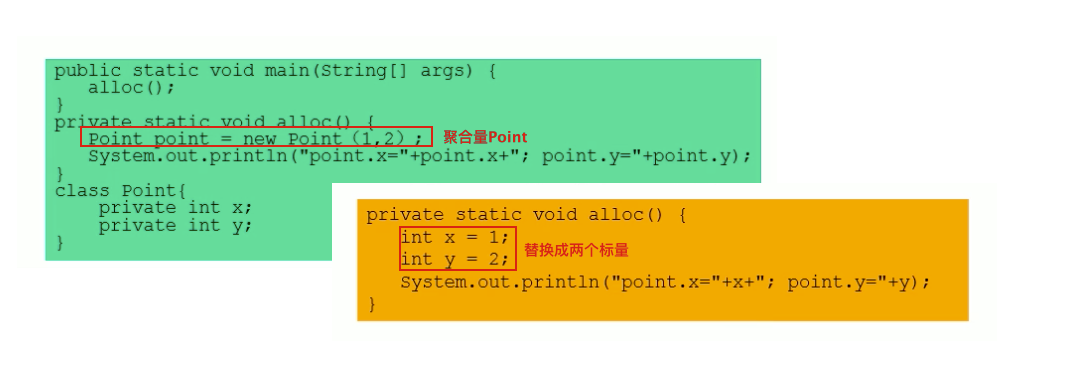 public static void main(String[] args) {
alloc();
}
private static void alloc() {
Point point = new Point（1,2）; 聚合量Point
System.out.println("point.x="+point.x+"; point.y="+point.y);
}
class Point{
private int x;
private int y;
}
private static void alloc() {
int x = 1;
int y = 2; 替换成两个标量
System.out.println("point.x="+x+"; point.y="+y);
}